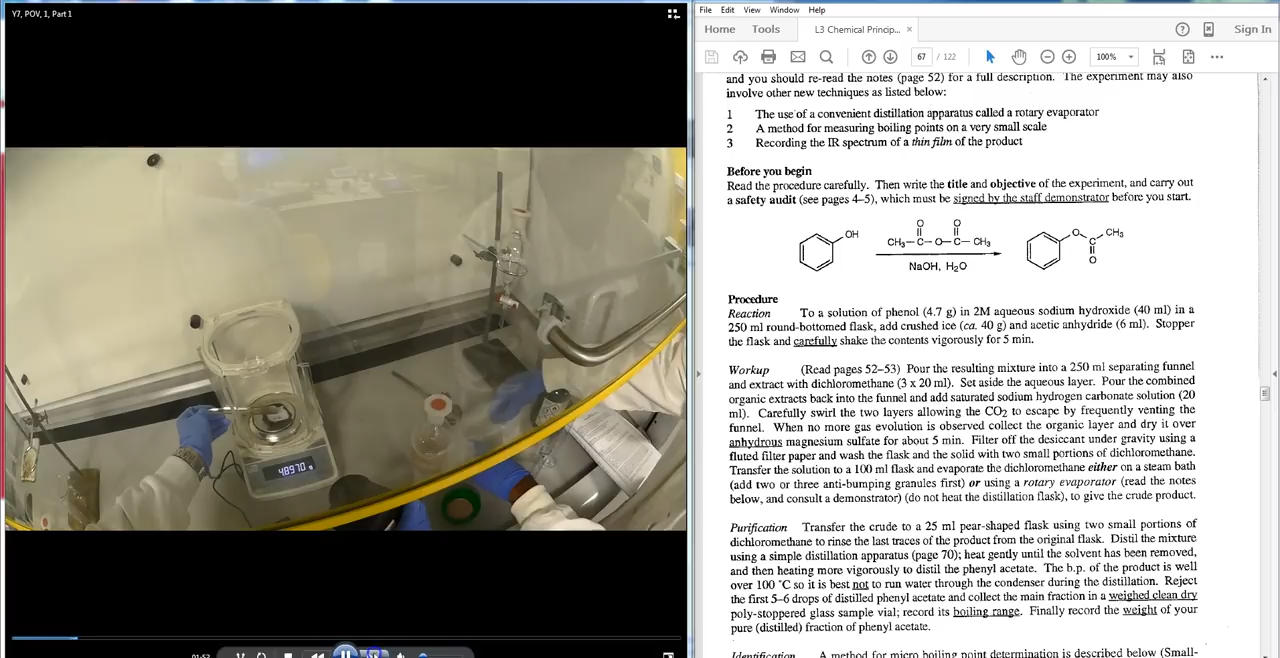 Y7, POV, 1, Part 1
File Edit View Window Help
Home Tools L3 Chemical Princip... × Sign In
67 / 122 100%
and you should re-read the notes (page 52) for a full description. The experiment may also
involve other new techniques as listed below:
1 The use of a convenient distillation apparatus called a rotary evaporator
2 A method for measuring boiling points on a very small scale
3 Recording the IR spectrum of a thin film of the product
Before you begin
Read the procedure carefully. Then write the title and objective of the experiment, and carry out
a safety audit (see pages 4–5), which must be signed by the staff demonstrator before you start.
OH
O O
CH3–C–O–C–CH3
NaOH, H2O
O C CH3
O
Procedure
Reaction To a solution of phenol (4.7 g) in 2M aqueous sodium hydroxide (40 ml) in a
250 ml round-bottomed flask, add crushed ice (ca. 40 g) and acetic anhydride (6 ml). Stopper
the flask and carefully shake the contents vigorously for 5 min.
Workup (Read pages 52–53) Pour the resulting mixture into a 250 ml separating funnel
and extract with dichloromethane (3 x 20 ml). Set aside the aqueous layer. Pour the combined
organic extracts back into the funnel and add saturated sodium hydrogen carbonate solution (20
ml). Carefully swirl the two layers allowing the CO2 to escape by frequently venting the
funnel. When no more gas evolution is observed collect the organic layer and dry it over
anhydrous magnesium sulfate for about 5 min. Filter off the desiccant under gravity using a
fluted filter paper and wash the flask and the solid with two small portions of dichloromethane.
Transfer the solution to a 100 ml flask and evaporate the dichloromethane either on a steam bath
(add two or three anti-bumping granules first) or using a rotary evaporator (read the notes
below, and consult a demonstrator) (do not heat the distillation flask), to give the crude product.
Purification Transfer the crude to a 25 ml pear-shaped flask using two small portions of
dichloromethane to rinse the last traces of the product from the original flask. Distil the mixture
using a simple distillation apparatus (page 70); heat gently until the solvent has been removed,
and then heating more vigorously to distil the phenyl acetate. The b.p. of the product is well
over 100 °C so it is best not to run water through the condenser during the distillation. Reject
the first 5–6 drops of distilled phenyl acetate and collect the main fraction in a weighed clean dry
poly-stoppered glass sample vial; record its boiling range. Finally record the weight of your
pure (distilled) fraction of phenyl acetate.
Identification A method for micro boiling point determination is described below (Small-